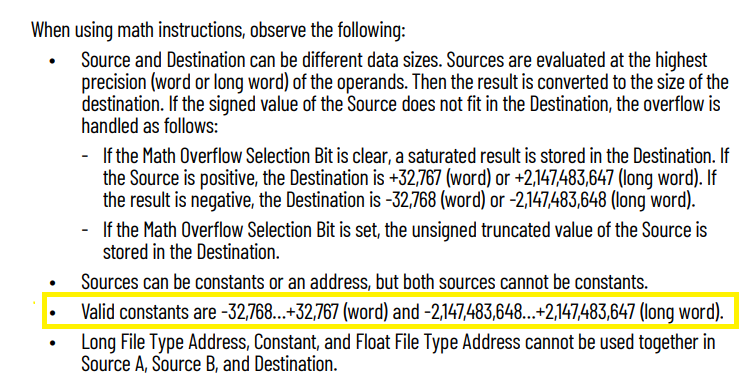 When using math instructions, observe the following:
• Source and Destination can be different data sizes. Sources are evaluated at the highest
precision (word or long word) of the operands. Then the result is converted to the size of the
destination. If the signed value of the Source does not fit in the Destination, the overflow is
handled as follows:
- If the Math Overflow Selection Bit is clear, a saturated result is stored in the Destination. If
the Source is positive, the Destination is +32,767 (word) or +2,147,483,647 (long word). If
the result is negative, the Destination is -32,768 (word) or -2,147,483,648 (long word).
- If the Math Overflow Selection Bit is set, the unsigned truncated value of the Source is
stored in the Destination.
• Sources can be constants or an address, but both sources cannot be constants.
• Valid constants are -32,768...+32,767 (word) and -2,147,483,648...+2,147,483,647 (long word).
• Long File Type Address, Constant, and Float File Type Address cannot be used together in
Source A, Source B, and Destination.